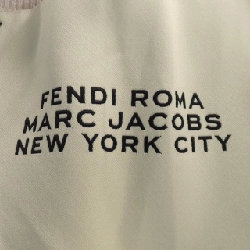 FENDI ROMA
MARC JACOBS
NEW YORK CITY